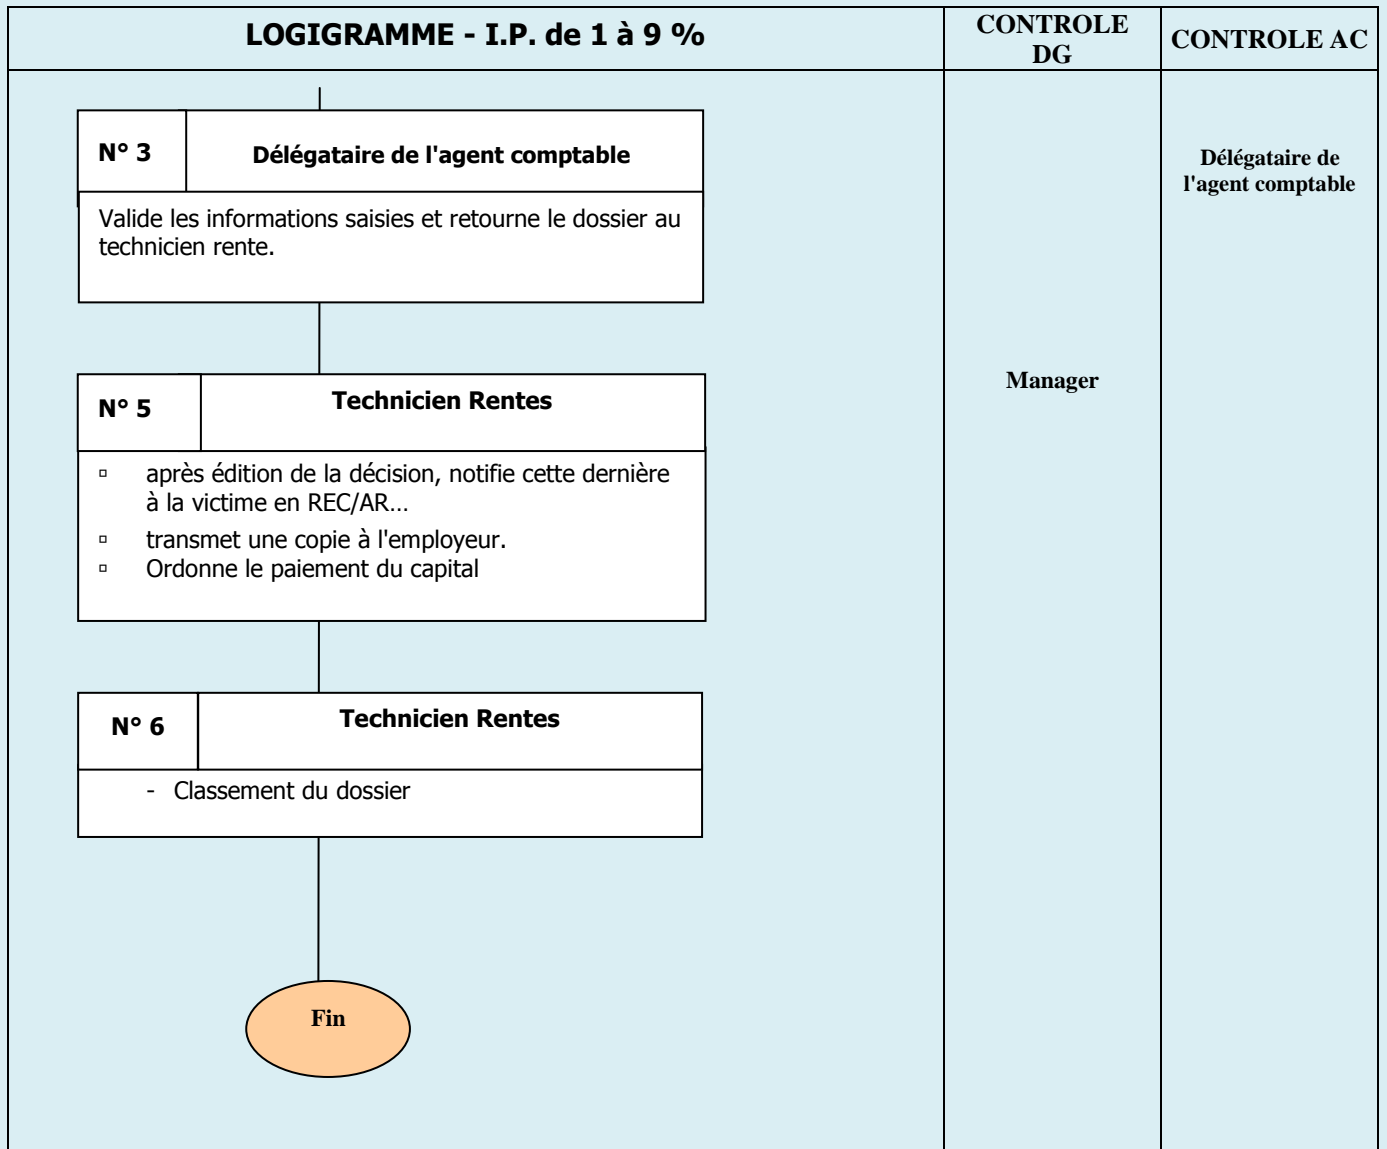 LOGIGRAMME - I.P. de 1 à 9 %
CONTROLE
DG
CONTROLE AC
N° 3
Délégataire de l'agent comptable
Valide les informations saisies et retourne le dossier au
technicien rente.
Délégataire de
l'agent comptable
N° 5
Technicien Rentes
Manager
▫ après édition de la décision, notifie cette dernière
à la victime en REC/AR…
▫ transmet une copie à l'employeur.
▫ Ordonne le paiement du capital
N° 6
Technicien Rentes
- Classement du dossier
Fin